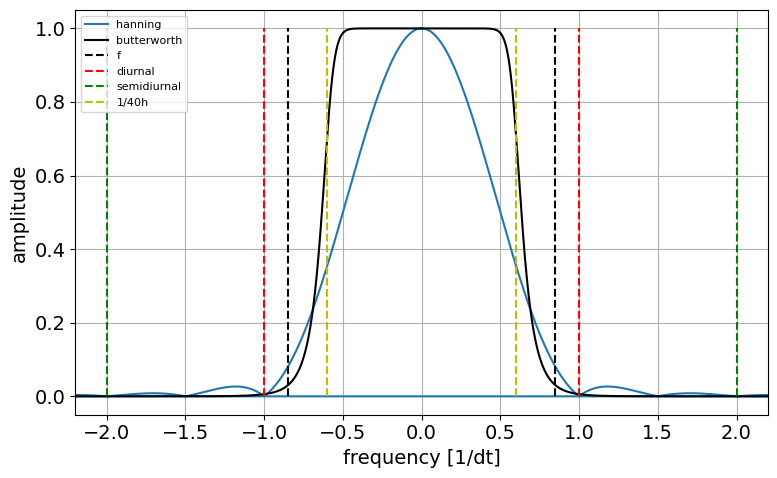 hanning
butterworth
f
diurnal
semidiurnal
1/40h
1.0
0.8
0.6
0.4
0.2
0.0
amplitude
−2.0 −1.5 −1.0 −0.5 0.0 0.5 1.0 1.5 2.0
frequency [1/dt]